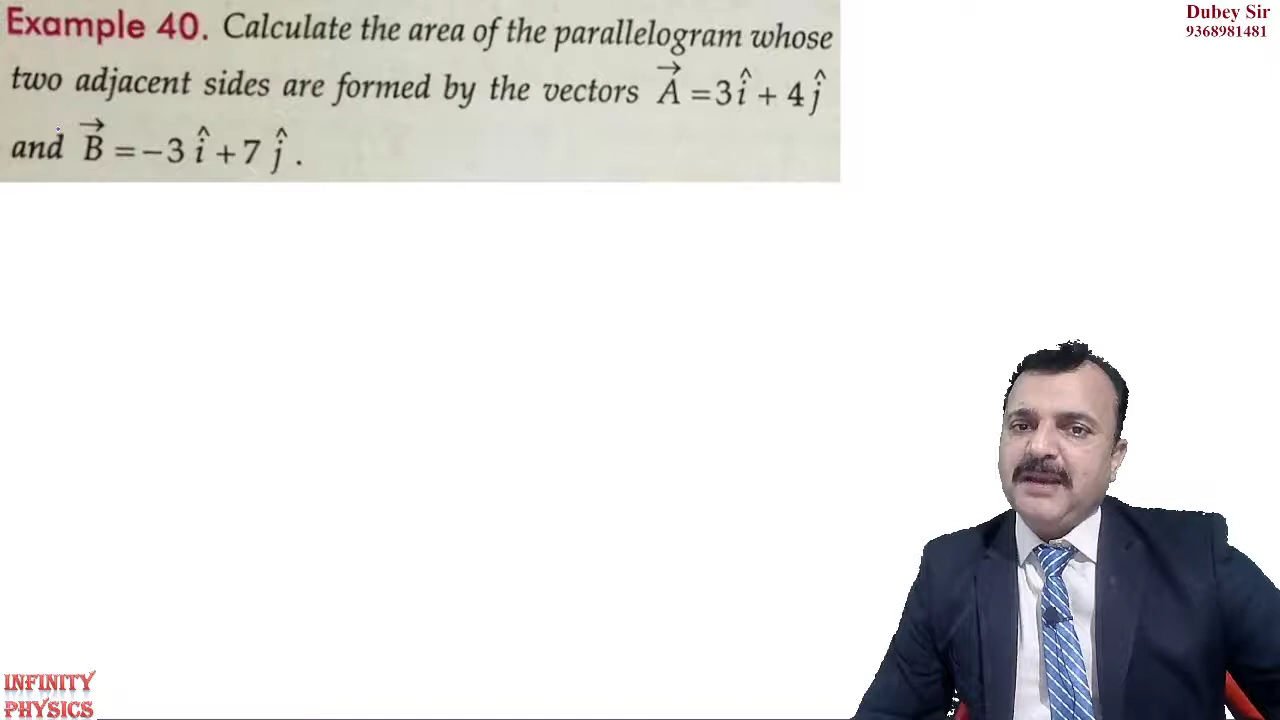 Example 40. Calculate the area of the parallelogram whose
two adjacent sides are formed by the vectors A⃗ = 3î + 4ĵ
and B⃗ = −3î + 7ĵ.
Dubey Sir
9368981481
INFINITY
PHYSICS